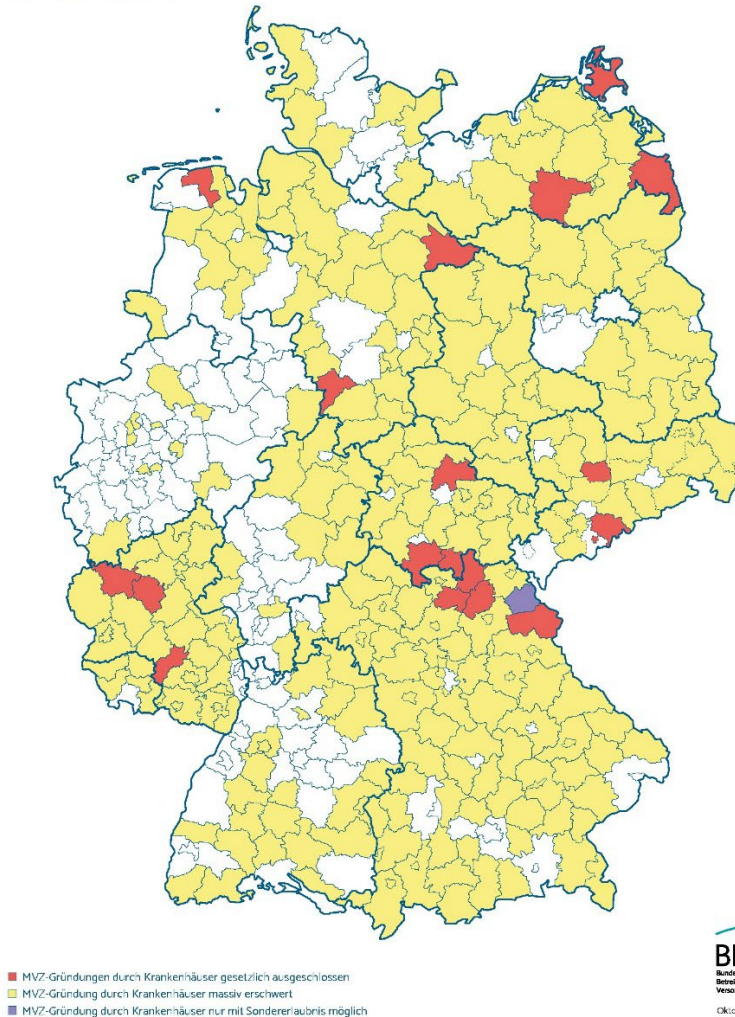 MVZ-Gründungen durch Krankenhäuser gesetzlich ausgeschlossen
MVZ-Gründung durch Krankenhäuser massiv erschwert
MVZ-Gründung durch Krankenhäuser nur mit Sondererlaubnis möglich